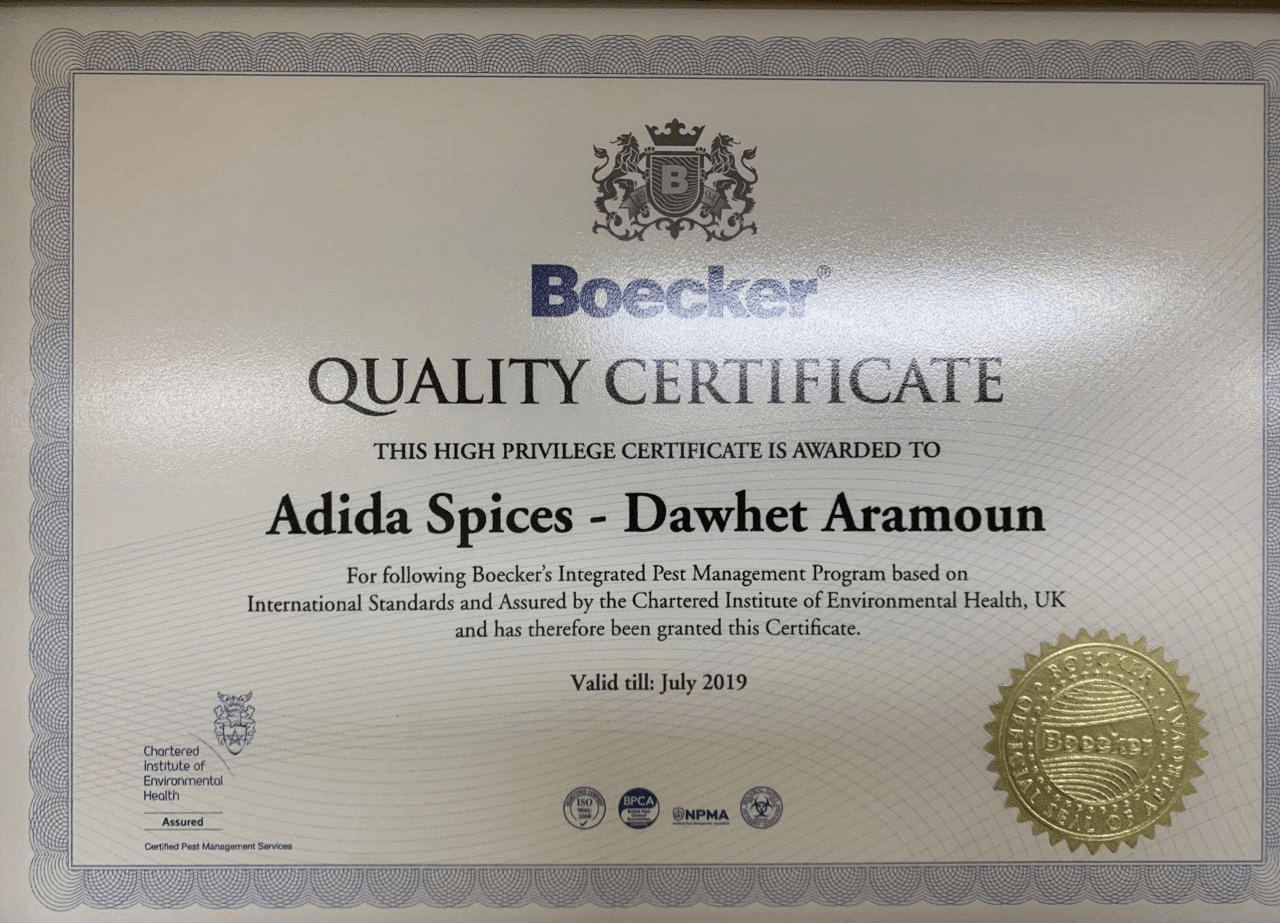 B
Boecker®
QUALITY CERTIFICATE
THIS HIGH PRIVILEGE CERTIFICATE IS AWARDED TO
Adida Spices - Dawhet Aramoun
For following Boecker's Integrated Pest Management Program based on
International Standards and Assured by the Chartered Institute of Environmental Health, UK
and has therefore been granted this Certificate.
Valid till: July 2019
Chartered
Institute of
Environmental
Health
Assured
Certified Pest Management Services
ISO
BPCA
NPMA
BOECKER
Boecker
OFFICIAL SEAL OF APPROVAL